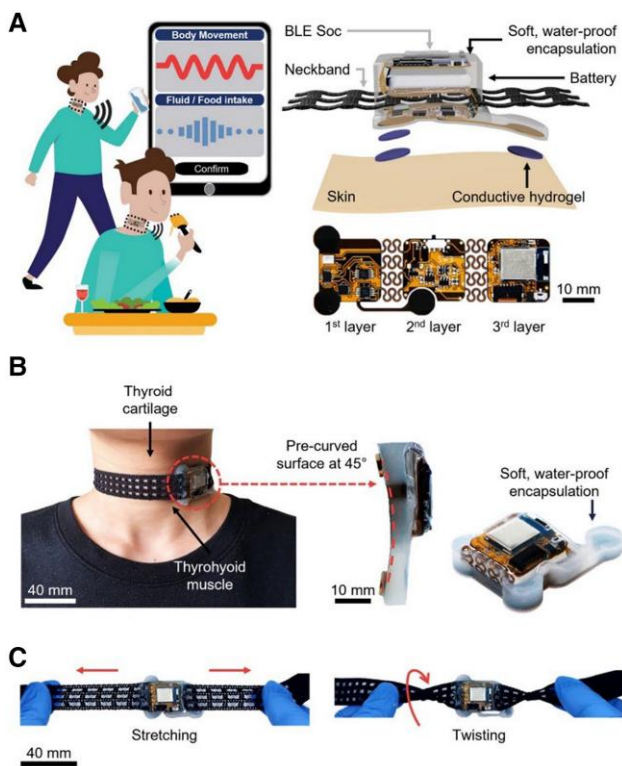 A
Body Movement
Fluid / Food intake
Confirm
BLE Soc
Soft, water-proof
encapsulation
Neckband
Battery
Skin
Conductive hydrogel
10 mm
1st layer
2nd layer
3rd layer
B
Thyroid
cartilage
Pre-curved
surface at 45°
Soft, water-proof
encapsulation
Thyrohyoid
muscle
40 mm
10 mm
C
Stretching
Twisting
40 mm